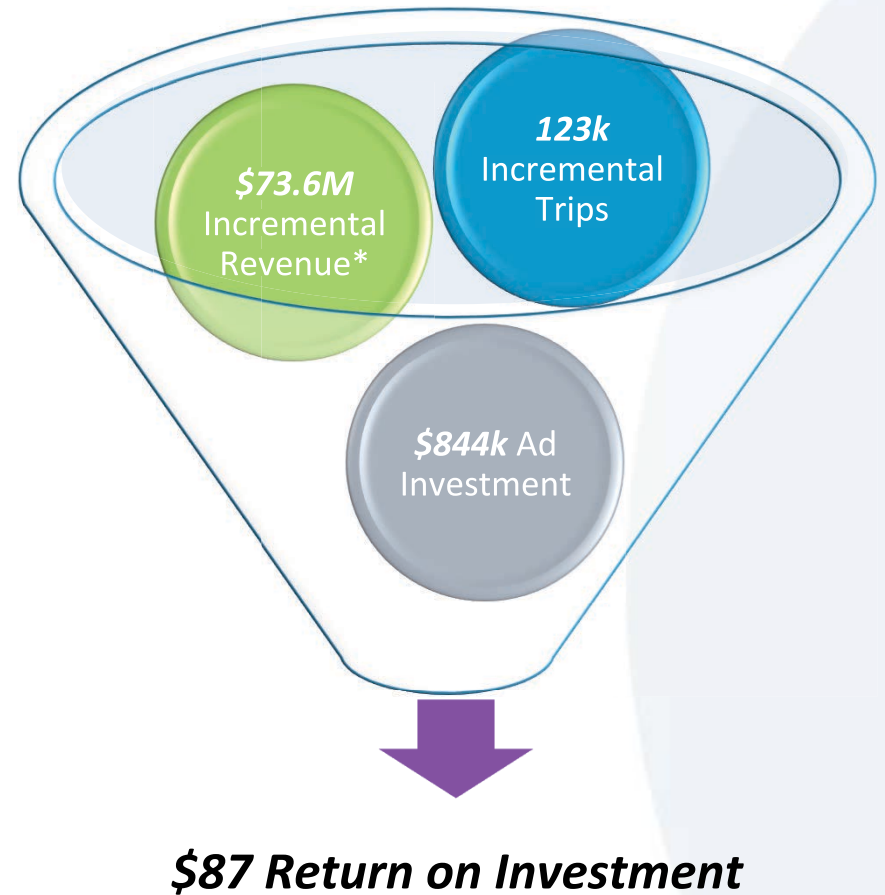 $73.6M
Incremental
Revenue*
123k
Incremental
Trips
$844k Ad
Investment
$87 Return on Investment